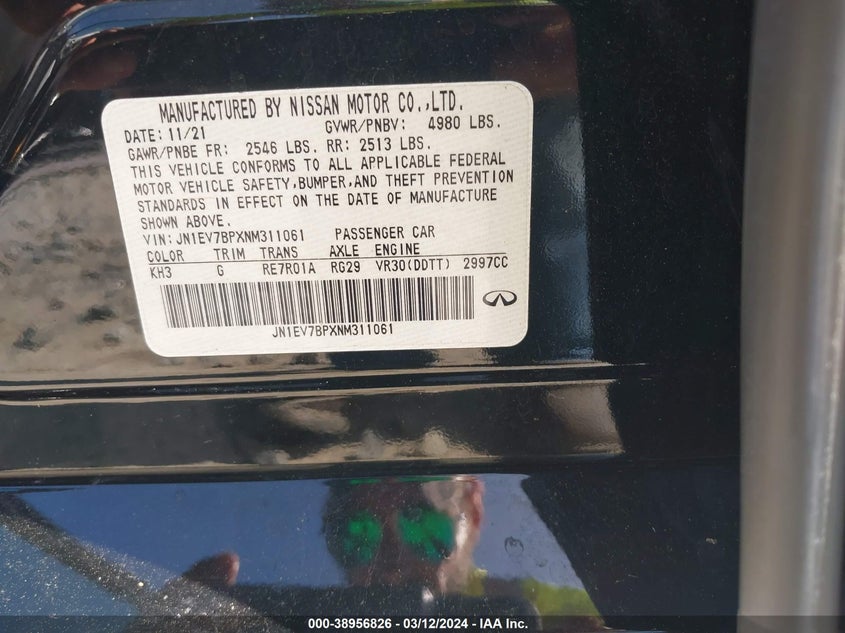 MANUFACTURED BY NISSAN MOTOR CO.,LTD.
DATE: 11/21 GVWR/PNBV: 4980 LBS.
GAWR/PNBE FR: 2546 LBS. RR: 2513 LBS.
THIS VEHICLE CONFORMS TO ALL APPLICABLE FEDERAL
MOTOR VEHICLE SAFETY,BUMPER,AND THEFT PREVENTION
STANDARDS IN EFFECT ON THE DATE OF MANUFACTURE
SHOWN ABOVE.
VIN: JN1EV7BPXNM311061 PASSENGER CAR
COLOR TRIM TRANS AXLE ENGINE
KH3 G RE7R01A RG29 VR30(DDTT) 2997CC
JN1EV7BPXNM311061
000-38956826 - 03/12/2024 - IAA Inc.